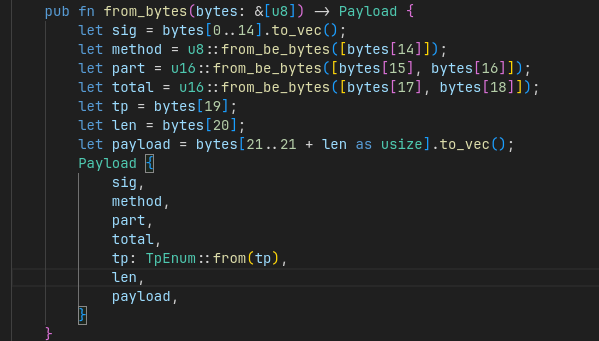 pub fn from_bytes(bytes: &[u8]) -> Payload {
    let sig = bytes[0..14].to_vec();
    let method = u8::from_be_bytes([bytes[14]]);
    let part = u16::from_be_bytes([bytes[15], bytes[16]]);
    let total = u16::from_be_bytes([bytes[17], bytes[18]]);
    let tp = bytes[19];
    let len = bytes[20];
    let payload = bytes[21..21 + len as usize].to_vec();
    Payload {
        sig,
        method,
        part,
        total,
        tp: TpEnum::from(tp),
        len,
        payload,
    }
}